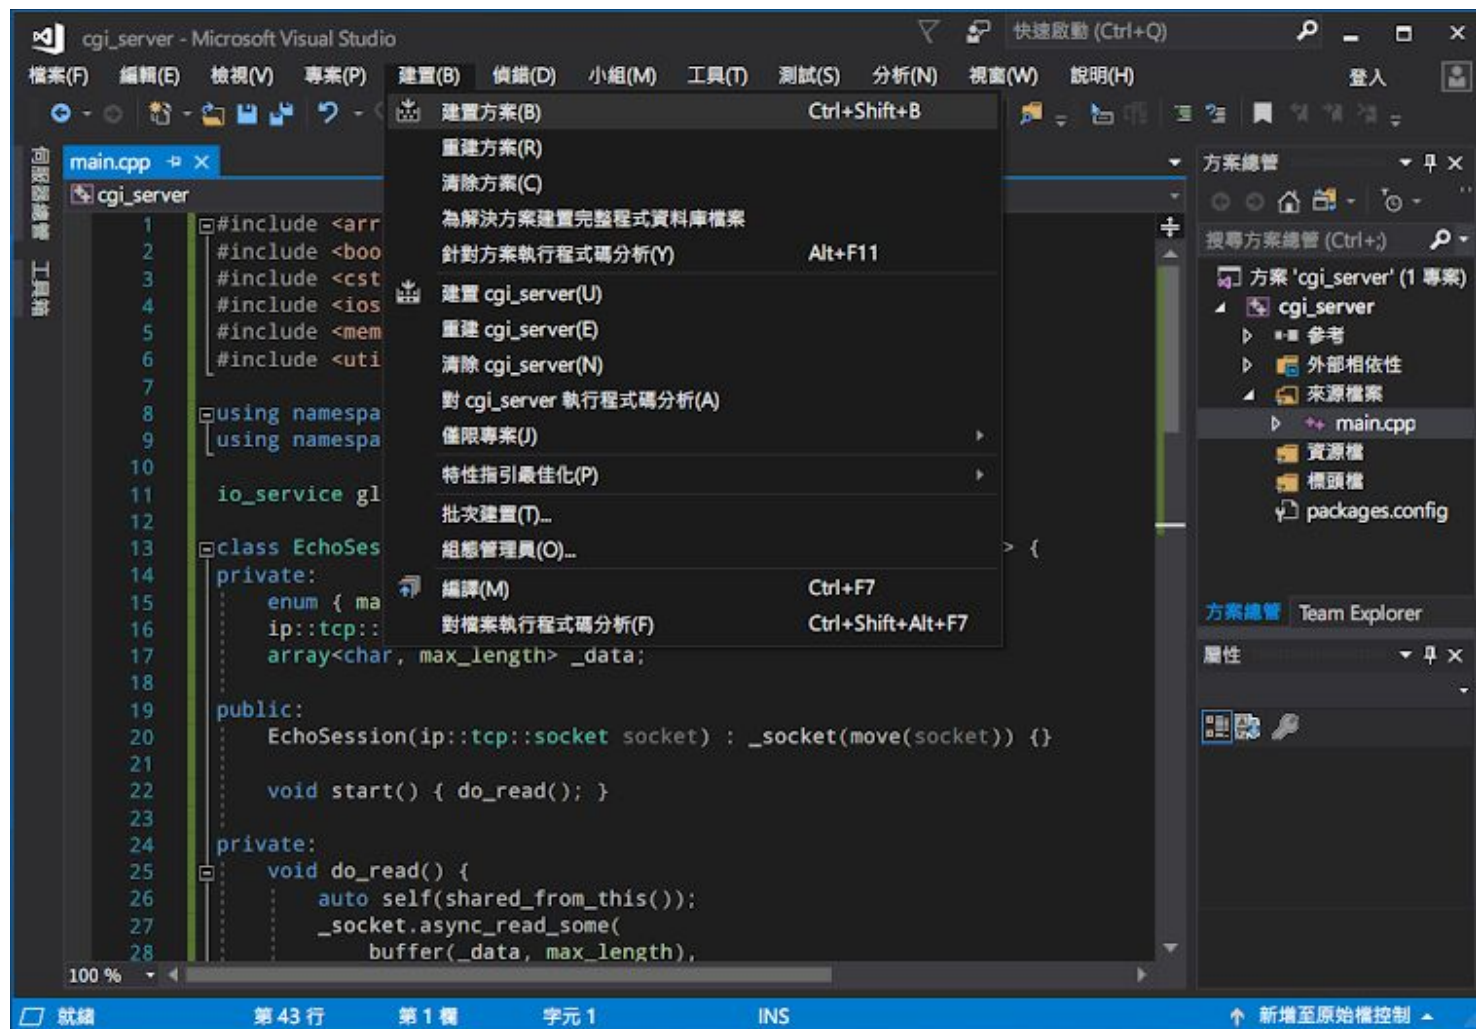 cgi_server - Microsoft Visual Studio
快速啟動 (Ctrl+Q)
檔案(F) 編輯(E) 檢視(V) 專案(P) 建置(B) 偵錯(D) 小組(M) 工具(T) 測試(S) 分析(N) 視窗(W) 說明(H) 登入
建置方案(B) Ctrl+Shift+B
重建方案(R)
清除方案(C)
為解決方案建置完整程式資料庫檔案
針對方案執行程式碼分析(Y) Alt+F11
建置 cgi_server(U)
重建 cgi_server(E)
清除 cgi_server(N)
對 cgi_server 執行程式碼分析(A)
僅限專案(J)
特性指引最佳化(P)
批次建置(T)...
組態管理員(O)...
編譯(M) Ctrl+F7
對檔案執行程式碼分析(F) Ctrl+Shift+Alt+F7
伺服器總管
工具箱
main.cpp
cgi_server
1 #include <arr
2 #include <boo
3 #include <cst
4 #include <ios
5 #include <mem
6 #include <uti
7
8 using namespa
9 using namespa
10
11 io_service gl
12
13 class EchoSes > {
14 private:
15 enum { ma
16 ip::tcp::
17 array<char, max_length> _data;
18
19 public:
20 EchoSession(ip::tcp::socket socket) : _socket(move(socket)) {}
21
22 void start() { do_read(); }
23
24 private:
25 void do_read() {
26 auto self(shared_from_this());
27 _socket.async_read_some(
28 buffer(_data, max_length),
100 %
方案總管
搜尋方案總管 (Ctrl+;)
方案 'cgi_server' (1 專案)
cgi_server
參考
外部相依性
來源檔案
main.cpp
資源檔
標頭檔
packages.config
方案總管 Team Explorer
屬性
就緒 第 43 行 第 1 欄 字元 1 INS 新增至原始檔控制